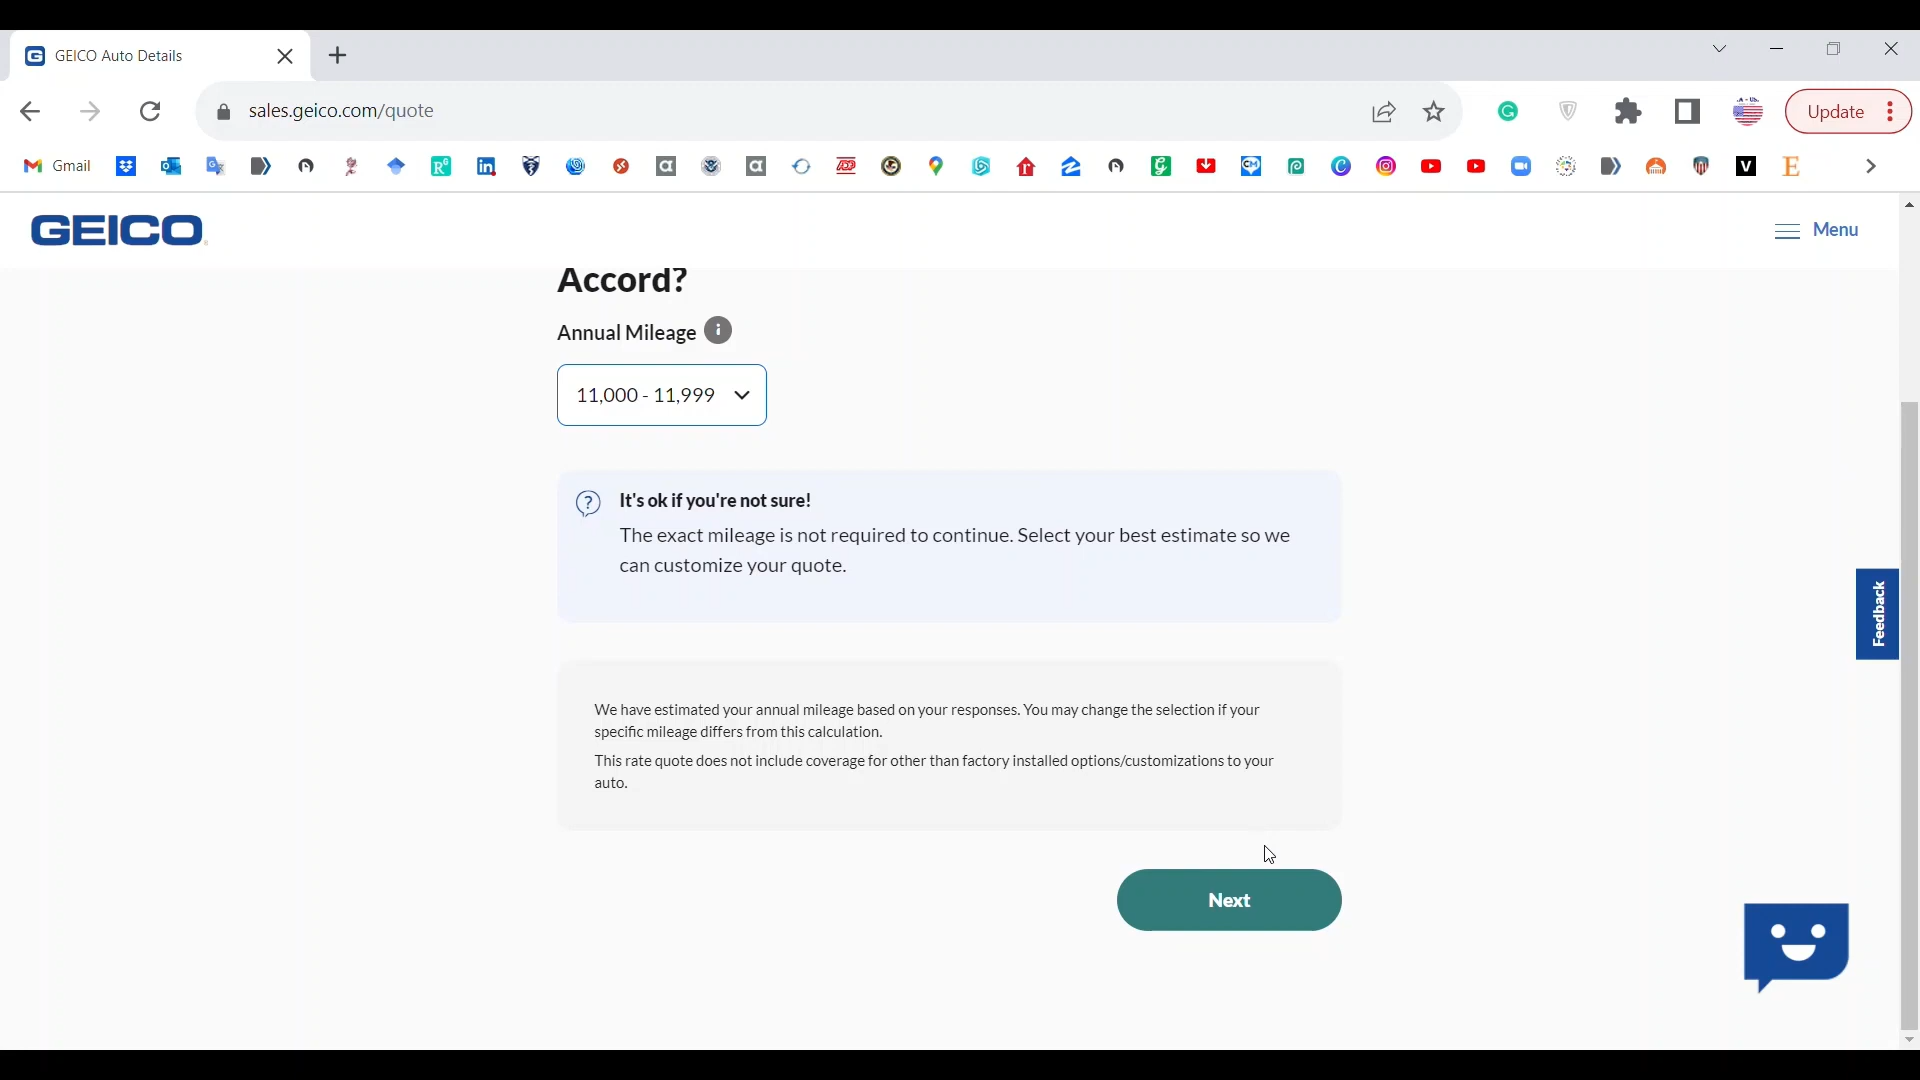 GEICO Auto Details
sales.geico.com/quote
Update
Gmail
GEICO
Menu
Accord?
Annual Mileage
11,000 - 11,999
It's ok if you're not sure!
The exact mileage is not required to continue. Select your best estimate so we
can customize your quote.
Feedback
We have estimated your annual mileage based on your responses. You may change the selection if your
specific mileage differs from this calculation.
This rate quote does not include coverage for other than factory installed options/customizations to your
auto.
Next